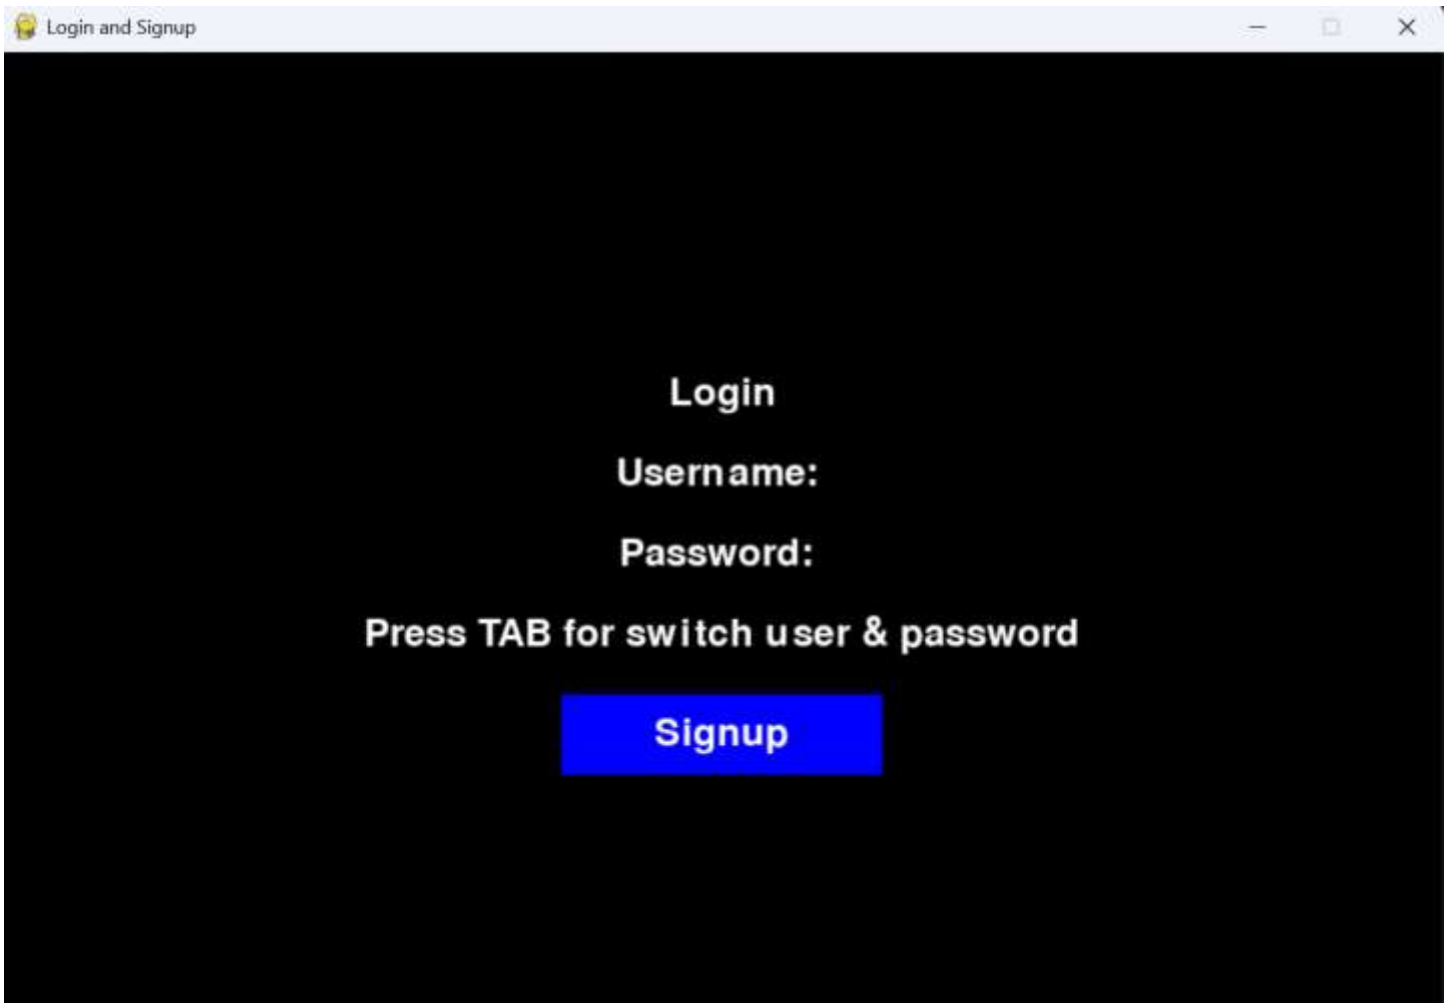 Login and Signup
Login
Username:
Password:
Press TAB for switch user & password
Signup